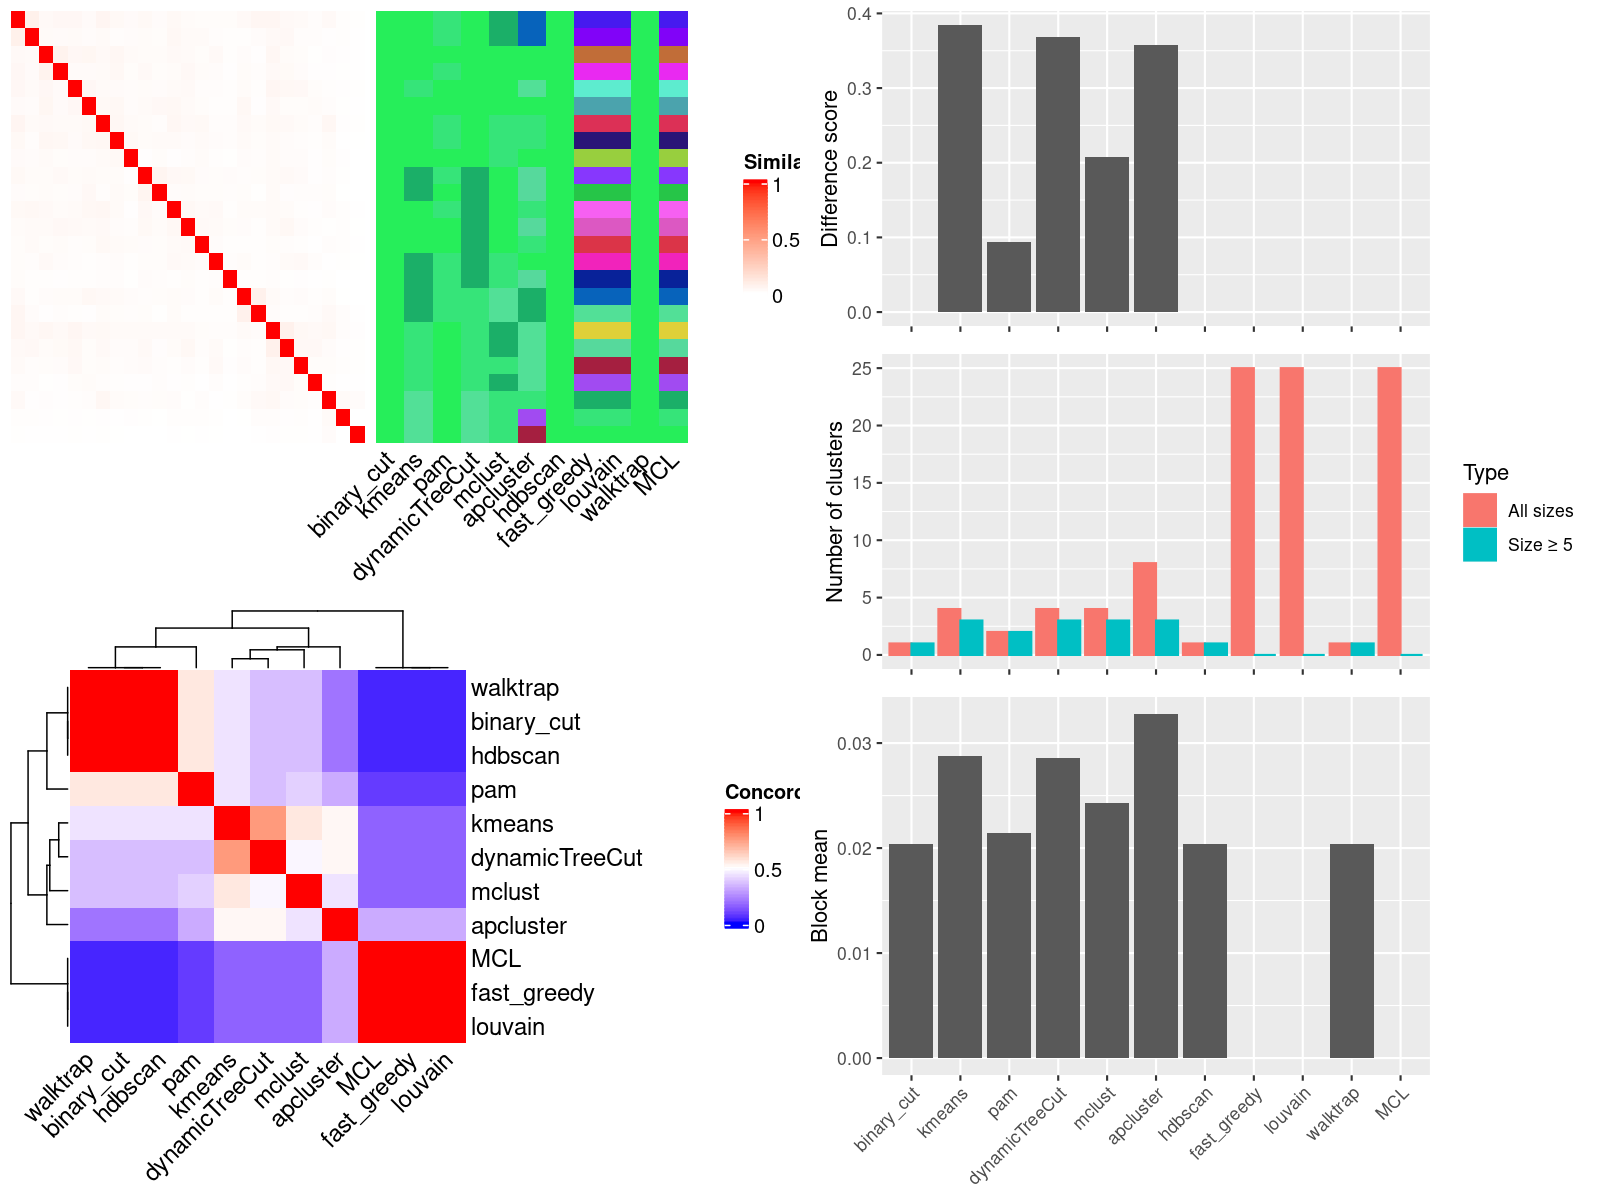 Simila
1
0.5
0
binary_cut
kmeans
pam
dynamicTreeCut
mclust
apcluster
hdbscan
fast_greedy
louvain
walktrap
MCL
Difference score
0.4
0.3
0.2
0.1
0.0
Number of clusters
25
20
15
10
5
0
Type
All sizes
Size ≥ 5
walktrap
binary_cut
hdbscan
pam
kmeans
dynamicTreeCut
mclust
apcluster
MCL
fast_greedy
louvain
walktrap
binary_cut
hdbscan
pam
kmeans
dynamicTreeCut
mclust
apcluster
MCL
fast_greedy
louvain
Concord
1
0.5
0
Block mean
0.03
0.02
0.01
0.00
binary_cut
kmeans
pam
dynamicTreeCut
mclust
apcluster
hdbscan
fast_greedy
louvain
walktrap
MCL